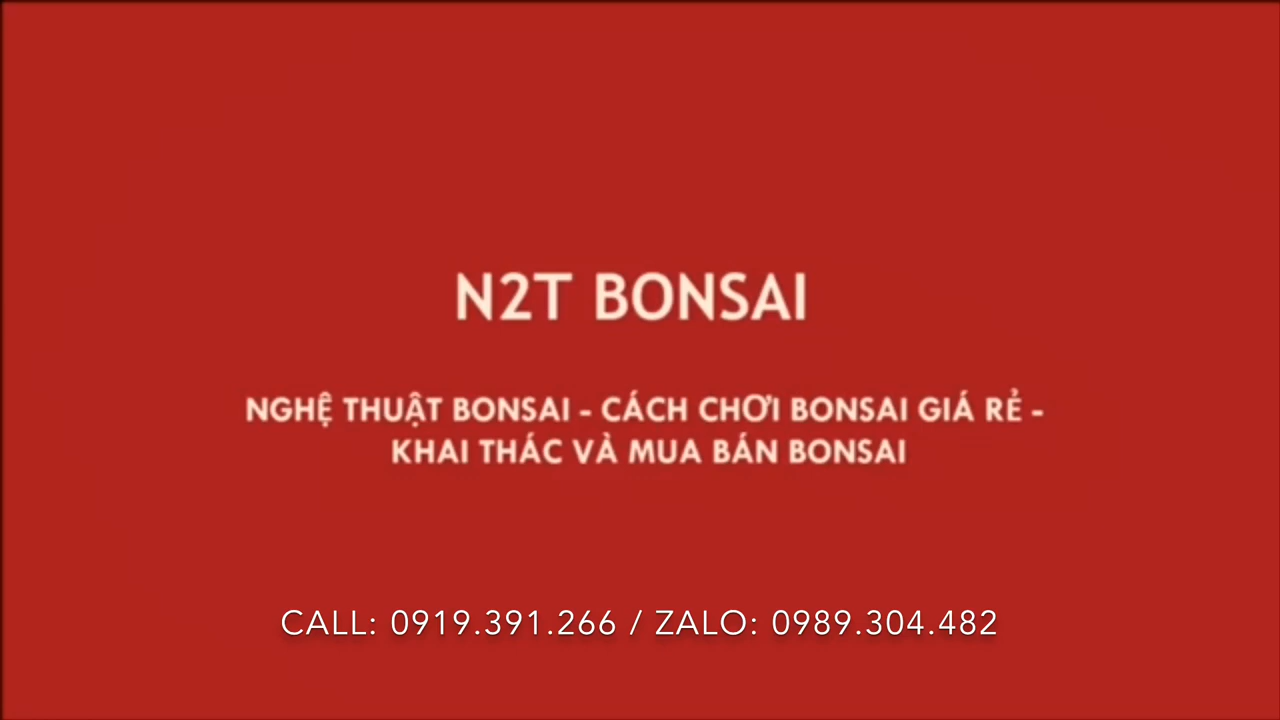 N2T BONSAI
NGHỆ THUẬT BONSAI - CÁCH CHƠI BONSAI GIÁ RẺ -
KHAI THÁC VÀ MUA BÁN BONSAI
CALL: 0919.391.266 / ZALO: 0989.304.482